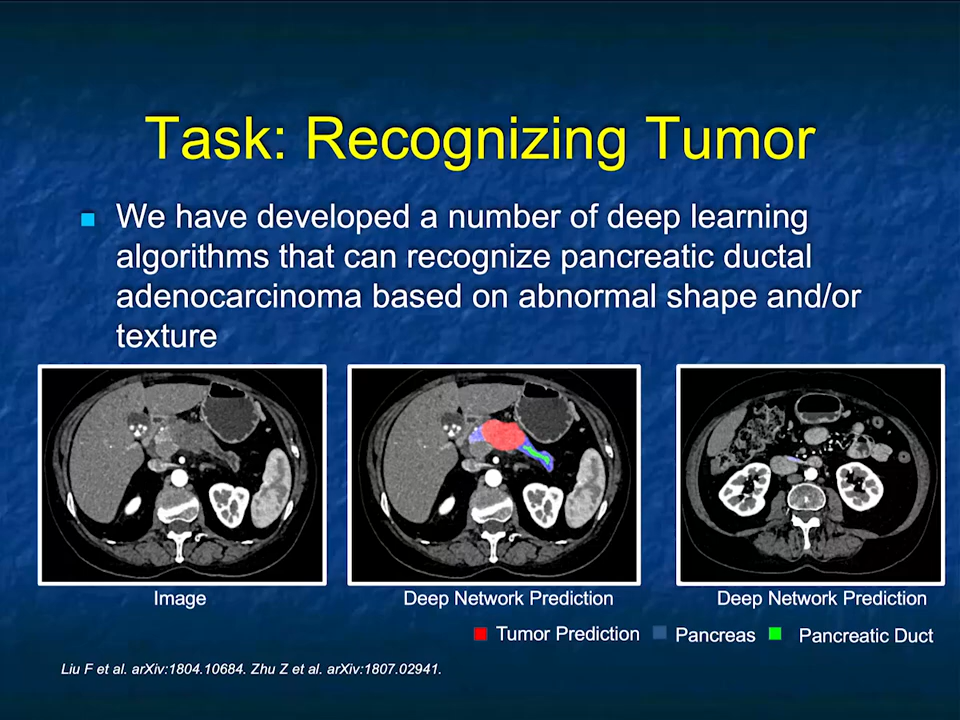 Task: Recognizing Tumor
We have developed a number of deep learning
algorithms that can recognize pancreatic ductal
adenocarcinoma based on abnormal shape and/or
texture
Image
Deep Network Prediction
Deep Network Prediction
Tumor Prediction
Pancreas
Pancreatic Duct
Liu F et al. arXiv:1804.10684. Zhu Z et al. arXiv:1807.02941.